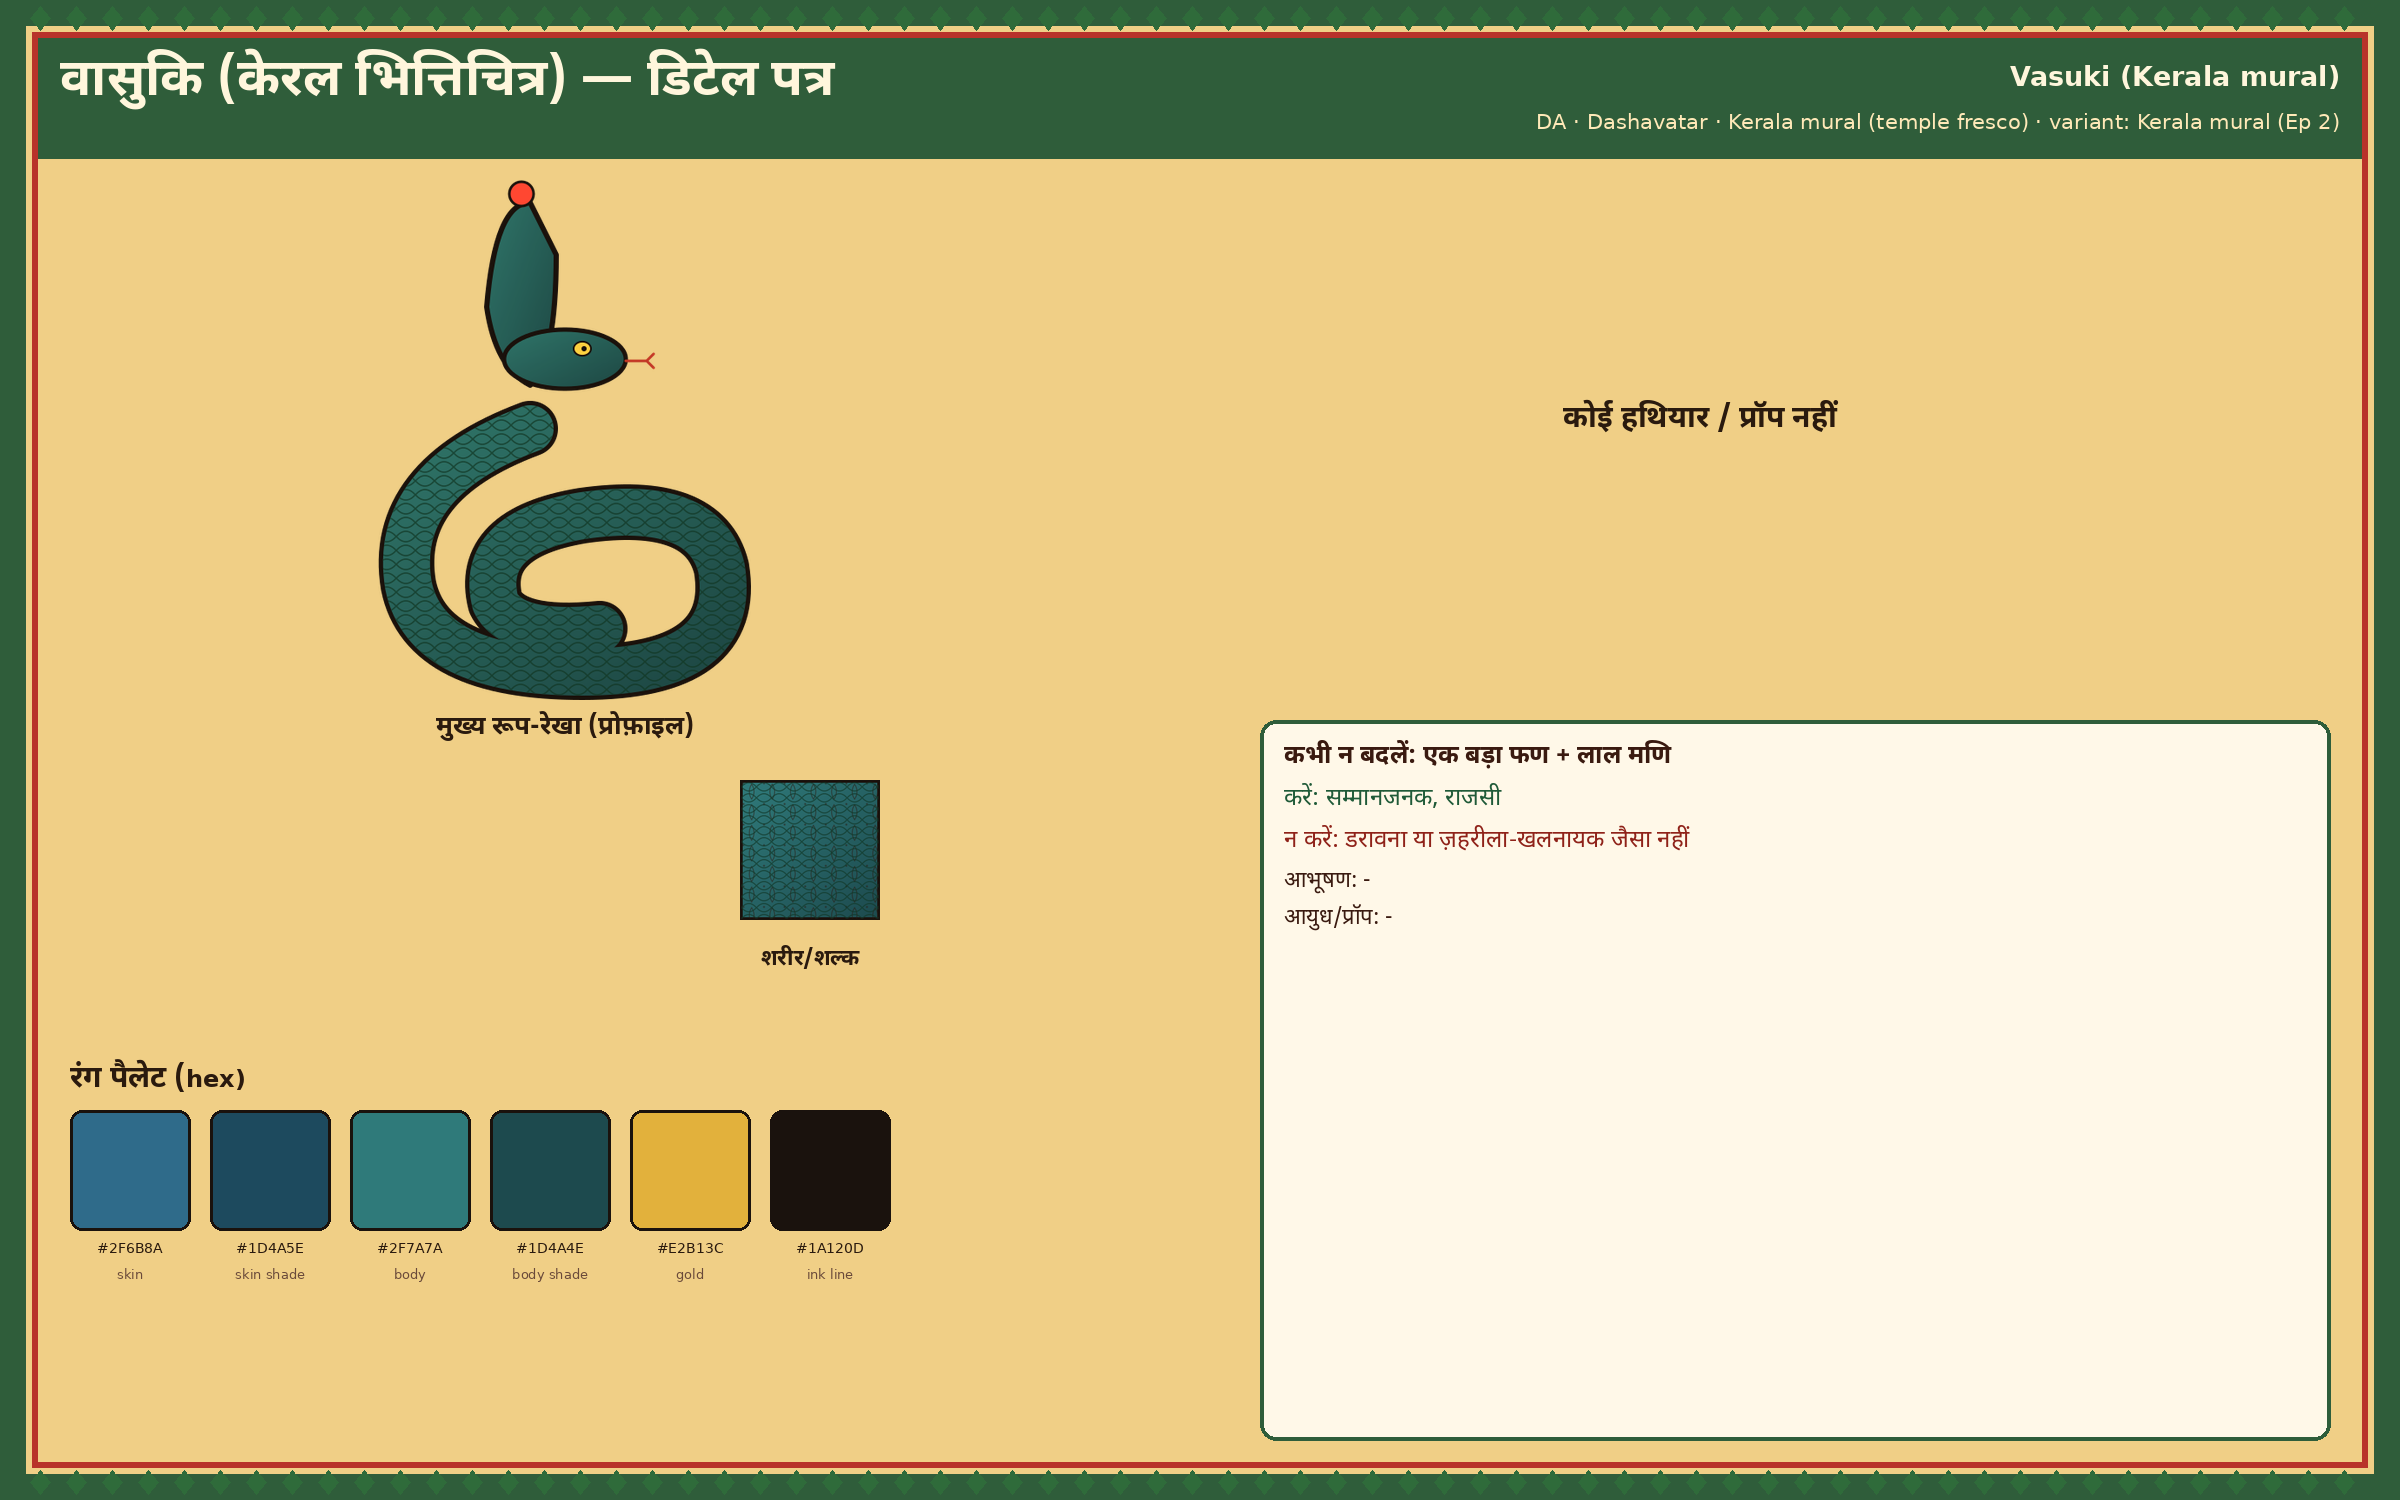 वासुकि (केरल भित्तिचित्र) — डिटेल पत्र
Vasuki (Kerala mural)
DA · Dashavatar · Kerala mural (temple fresco) · variant: Kerala mural (Ep 2)
कोई हथियार / प्रॉप नहीं
मुख्य रूप-रेखा (प्रोफ़ाइल)
कभी न बदलें: एक बड़ा फण + लाल मणि
करें: सम्मानजनक, राजसी
न करें: डरावना या ज़हरीला-खलनायक जैसा नहीं
आभूषण: -
आयुध/प्रॉप: -
शरीर/शल्क
रंग पैलेट (hex)
#2F6B8A #1D4A5E #2F7A7A #1D4A4E #E2B13C #1A120D
skin skin shade body body shade gold ink line